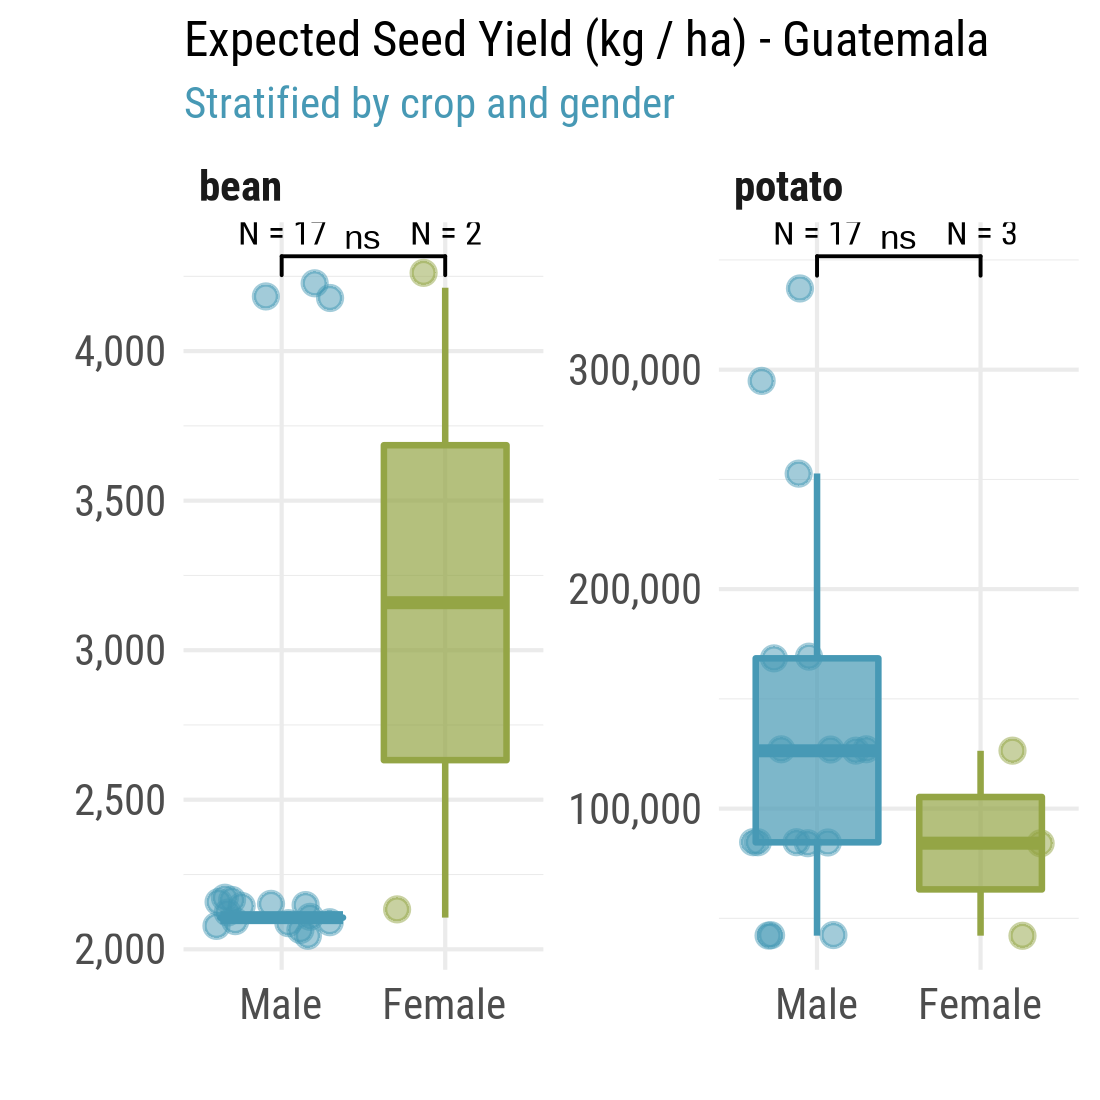 Expected Seed Yield (kg / ha) - Guatemala
Stratified by crop and gender
bean
N = 17 ns N = 2
4,000
3,500
3,000
2,500
2,000
Male Female
potato
N = 17 ns N = 3
300,000
200,000
100,000
Male Female